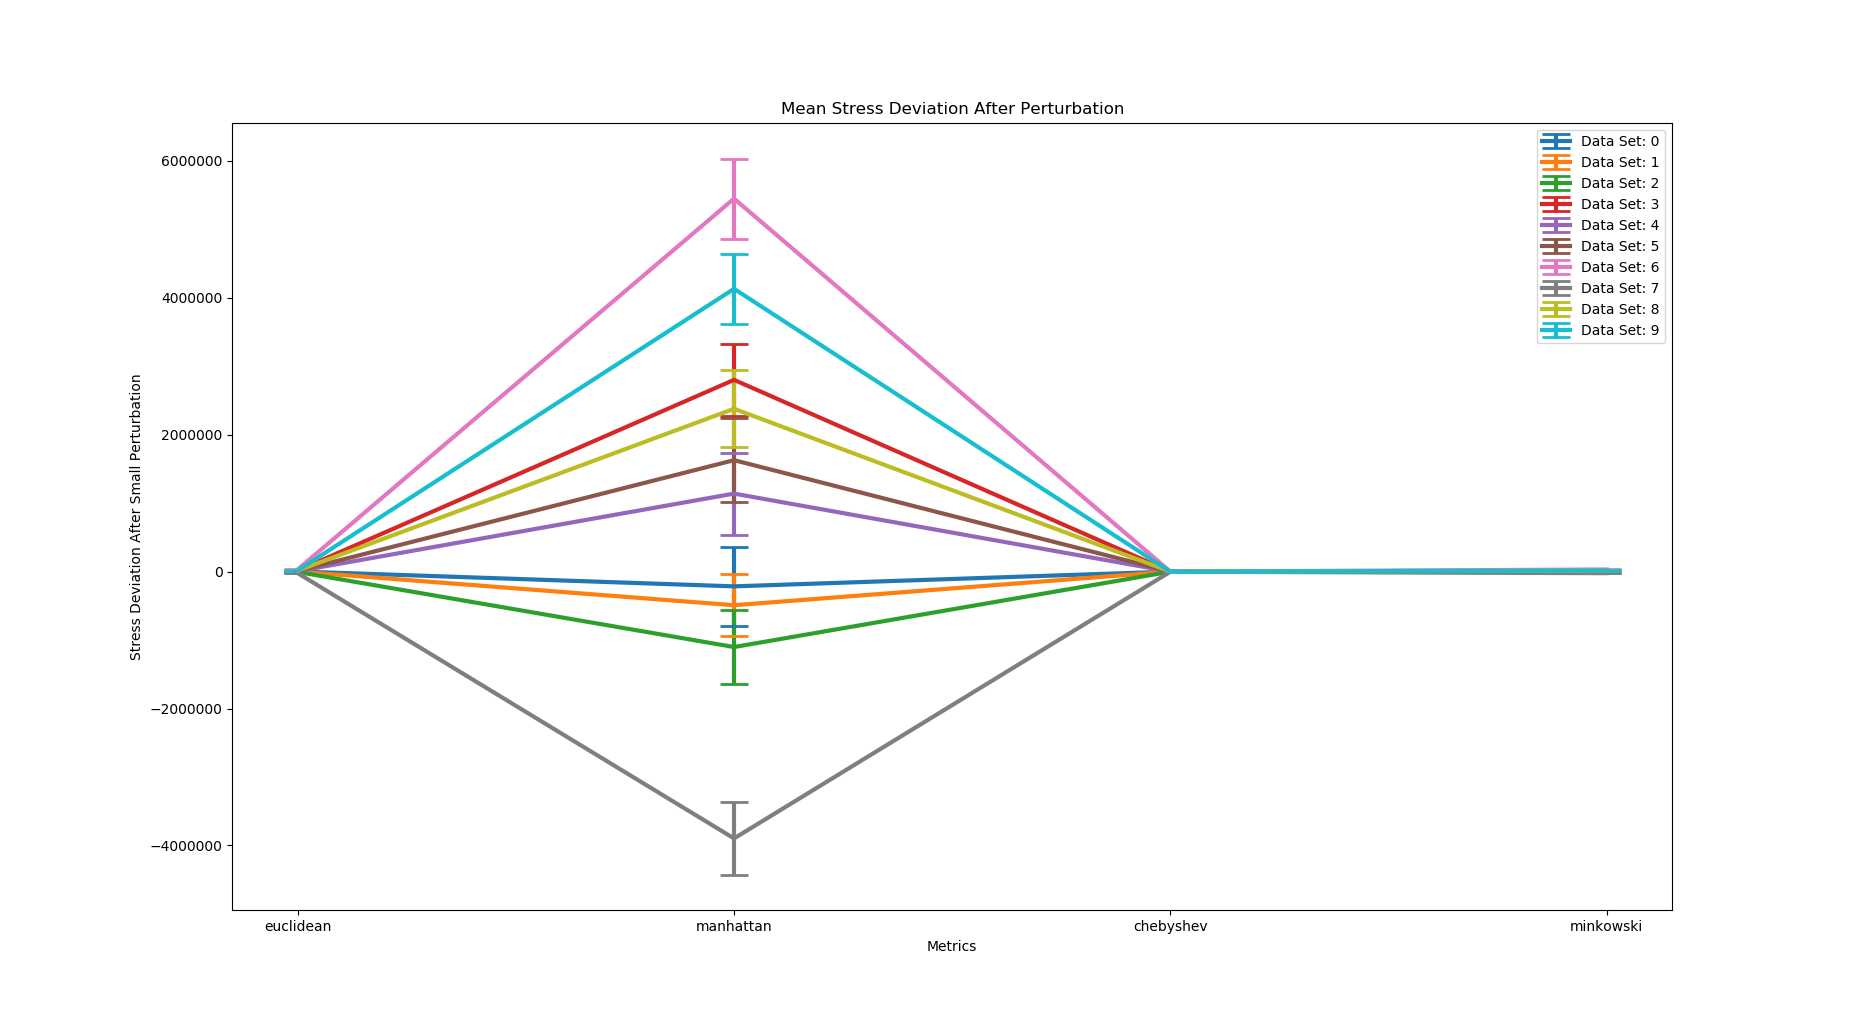 Mean Stress Deviation After Perturbation
Stress Deviation After Small Perturbation
6000000
4000000
2000000
0
−2000000
−4000000
Data Set: 0
Data Set: 1
Data Set: 2
Data Set: 3
Data Set: 4
Data Set: 5
Data Set: 6
Data Set: 7
Data Set: 8
Data Set: 9
euclidean
manhattan
chebyshev
minkowski
Metrics